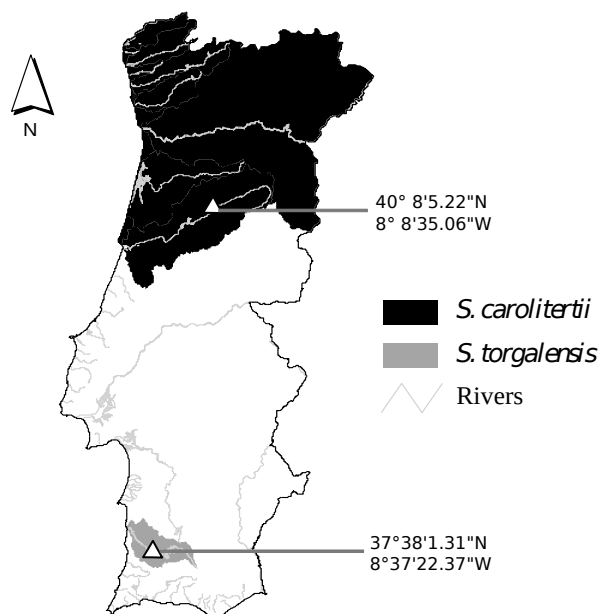 N
40° 8'5.22"N
8° 8'35.06"W
S. carolitertii
S. torgalensis
Rivers
37°38'1.31"N
8°37'22.37"W